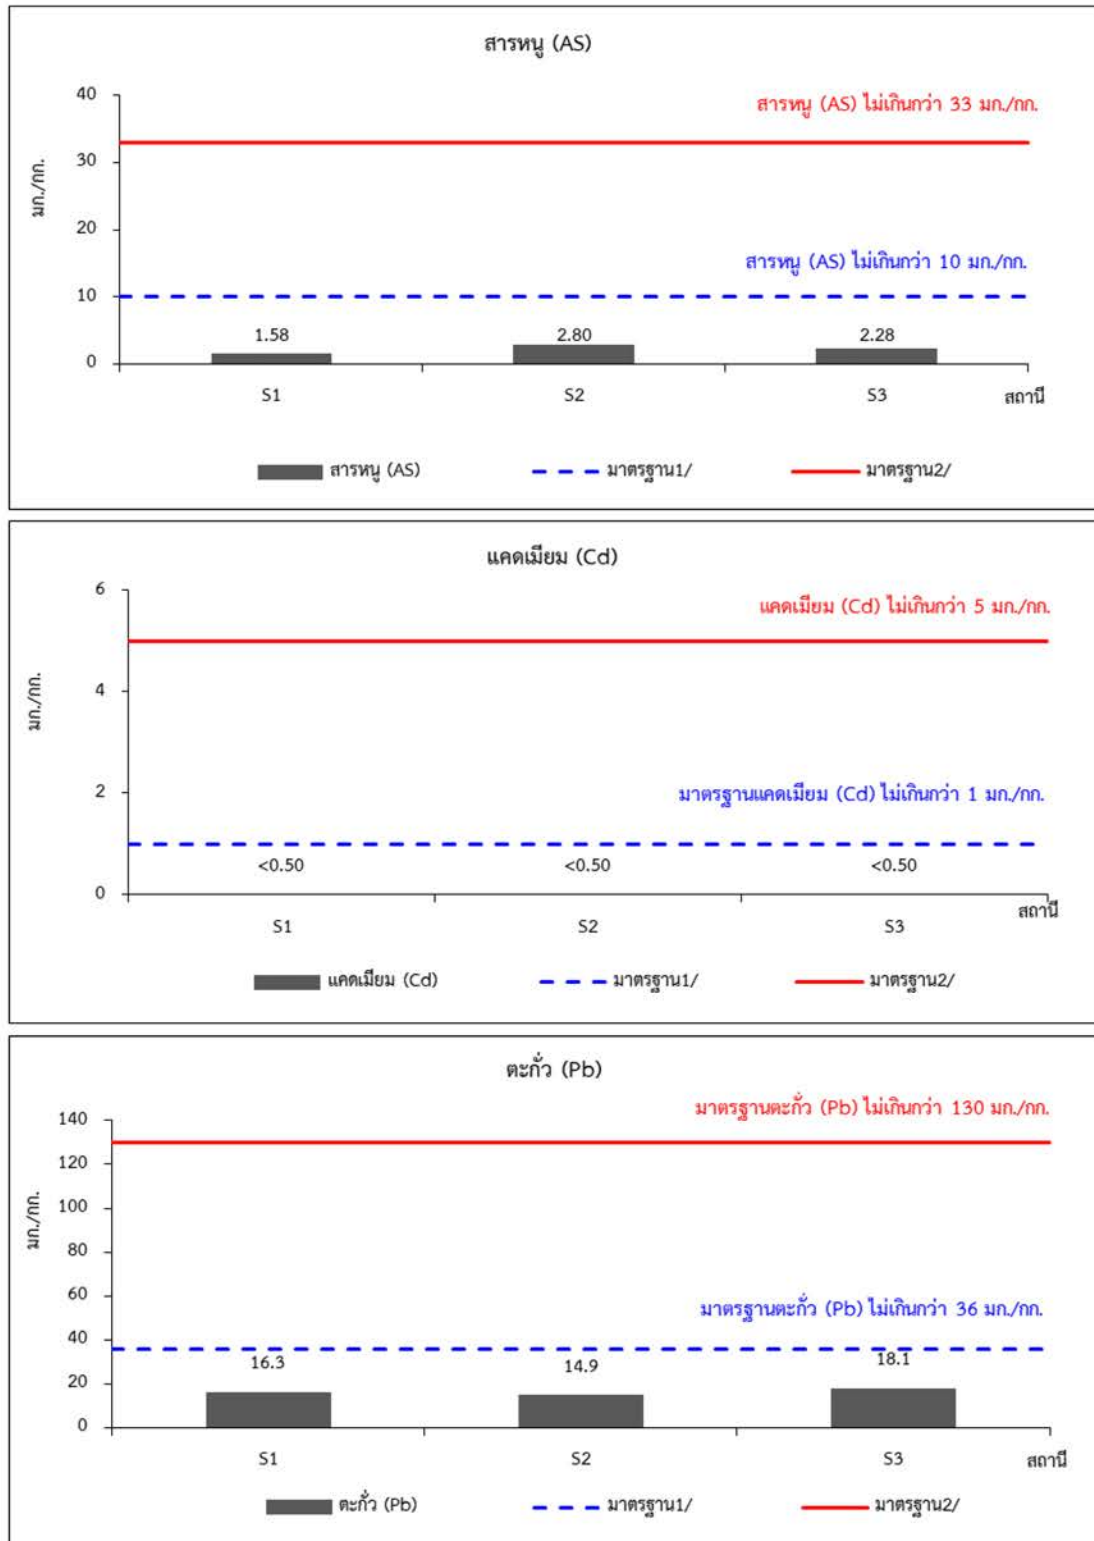 สารหนู (AS)
40
สารหนู (AS) ไม่เกินกว่า 33 มก./กก.
30
มก./กก.
20
สารหนู (AS) ไม่เกินกว่า 10 มก./กก.
10
1.58 2.80 2.28
0
S1 S2 S3 สถานี
สารหนู (AS) มาตรฐาน1/ มาตรฐาน2/
แคดเมียม (Cd)
6
แคดเมียม (Cd) ไม่เกินกว่า 5 มก./กก.
4
มก./กก.
2
มาตรฐานแคดเมียม (Cd) ไม่เกินกว่า 1 มก./กก.
<0.50 <0.50 <0.50
0
S1 S2 S3 สถานี
แคดเมียม (Cd) มาตรฐาน1/ มาตรฐาน2/
ตะกั่ว (Pb)
มาตรฐานตะกั่ว (Pb) ไม่เกินกว่า 130 มก./กก.
140
120
100
มก./กก.
80
60
มาตรฐานตะกั่ว (Pb) ไม่เกินกว่า 36 มก./กก.
40
16.3 14.9 18.1
20
0
S1 S2 S3 สถานี
ตะกั่ว (Pb) มาตรฐาน1/ มาตรฐาน2/